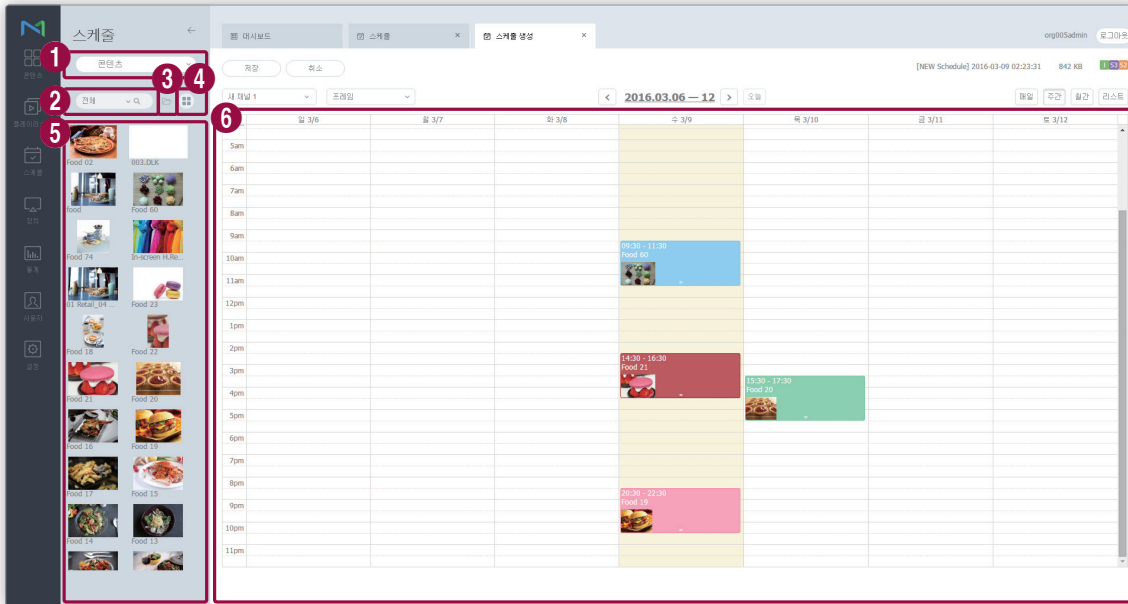 스케줄
←
대시보드
스케줄 ×
스케줄 생성 ×
org005admin
로그아웃
1
콘텐츠
3
4
저장
취소
[NEW Schedule] 2016-03-09 02:23:31 842 KB
I S3 S2
2
전체
새 채널 1
프레임
< 2016.03.06 — 12 >
오늘
매일
주간
월간
리스트
콘텐츠
스케줄
장치
통계
사용자
설정
5
Food 02
003.DLK
food
Food 60
Food 74
In-screen H.Re...
01 Retail_04 ...
Food 23
Food 18
Food 22
Food 21
Food 20
Food 16
Food 19
Food 17
Food 15
Food 14
Food 13
6
일 3/6
월 3/7
화 3/8
수 3/9
목 3/10
금 3/11
토 3/12
5am
6am
7am
8am
9am
10am
11am
12pm
1pm
2pm
3pm
4pm
5pm
6pm
7pm
8pm
9pm
10pm
11pm
09:30 - 11:30
Food 60
14:30 - 16:30
Food 21
15:30 - 17:30
Food 20
20:30 - 22:30
Food 19